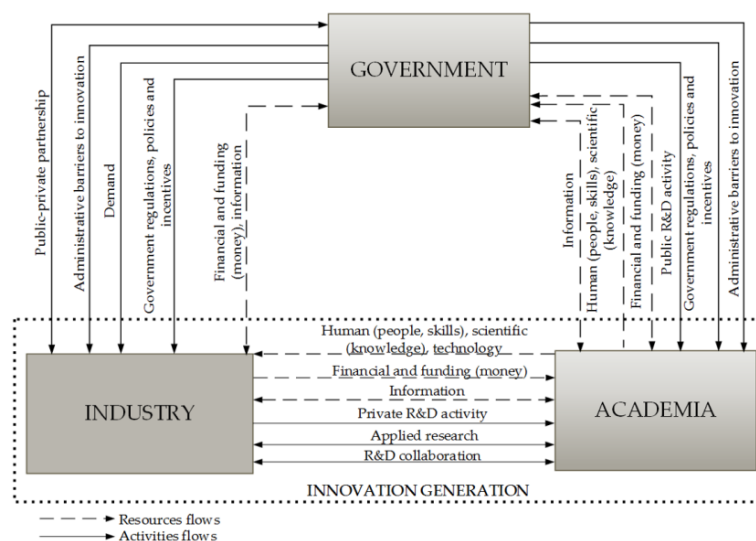 GOVERNMENT
Public-private partnership
Administrative barriers to innovation
Demand
Government regulations, policies and
incentives
Financial and funding
(money), information
Information
Human (people, skills), scientific
(knowledge)
Financial and funding (money)
Public R&D activity
Government regulations, policies and
incentives
Administrative barriers to innovation
Human (people, skills), scientific
(knowledge), technology
Financial and funding (money)
Information
Private R&D activity
Applied research
R&D collaboration
INDUSTRY
ACADEMIA
INNOVATION GENERATION
Resources flows
Activities flows